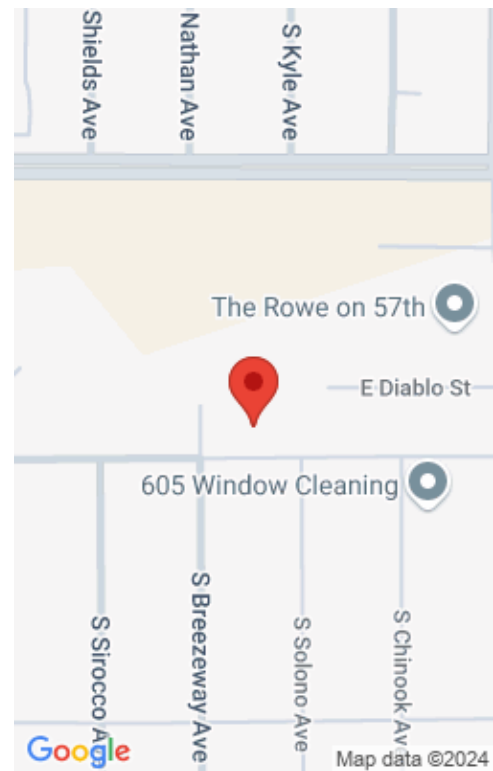 Shields Ave
Nathan Ave
S Kyle Ave
The Rowe on 57th
E Diablo St
605 Window Cleaning
S Sirocco A
S Breezeway Ave
S Solono Ave
S Chinook Ave
Google
Map data ©2024